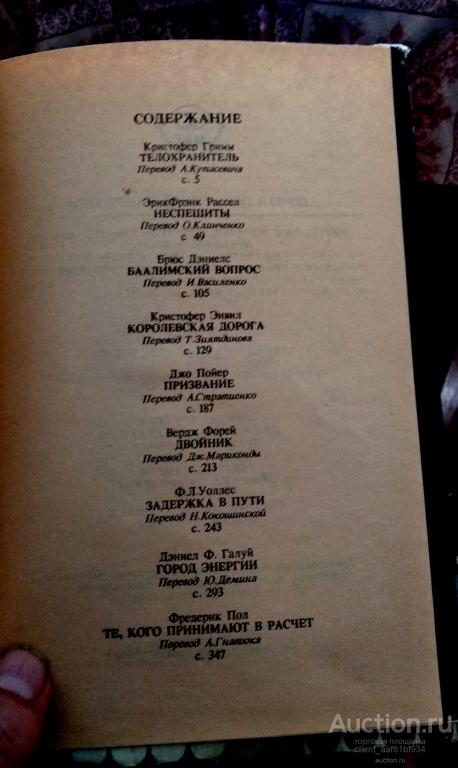 СОДЕРЖАНИЕ
Кристофер Гримм
ТЕЛОХРАНИТЕЛЬ
Перевод А.Кутасевича
с. 5
ЭрикФрэнк Рассел
НЕСПЕШИТЫ
Перевод О.Клинченко
с 49
Брюс Дэниелс
БААЛИМСКИЙ ВОПРОС
Перевод И.Василенко
с. 105
Кристофер Энвил
КОРОЛЕВСКАЯ ДОРОГА
Перевод Т.Зиятдинова
с. 129
Джо Пойер
ПРИЗВАНИЕ
Перевод А.Стратиенко
с. 187
Вердж Форей
ДВОЙНИК
Перевод Дж.Мариконды
с. 213
Ф.Л.Уоллес
ЗАДЕРЖКА В ПУТИ
Перевод Н.Кокошинской
с. 243
Дэниел Ф. Галуй
ГОРОД ЭНЕРГИИ
Перевод Ю.Демина
с. 293
Фредерик Пол
ТЕ, КОГО ПРИНИМАЮТ В РАСЧЕТ
Перевод А.Гнатюка
с. 347
Auction.ru
торговая площадка
client_aaf61bf934
auction.ru